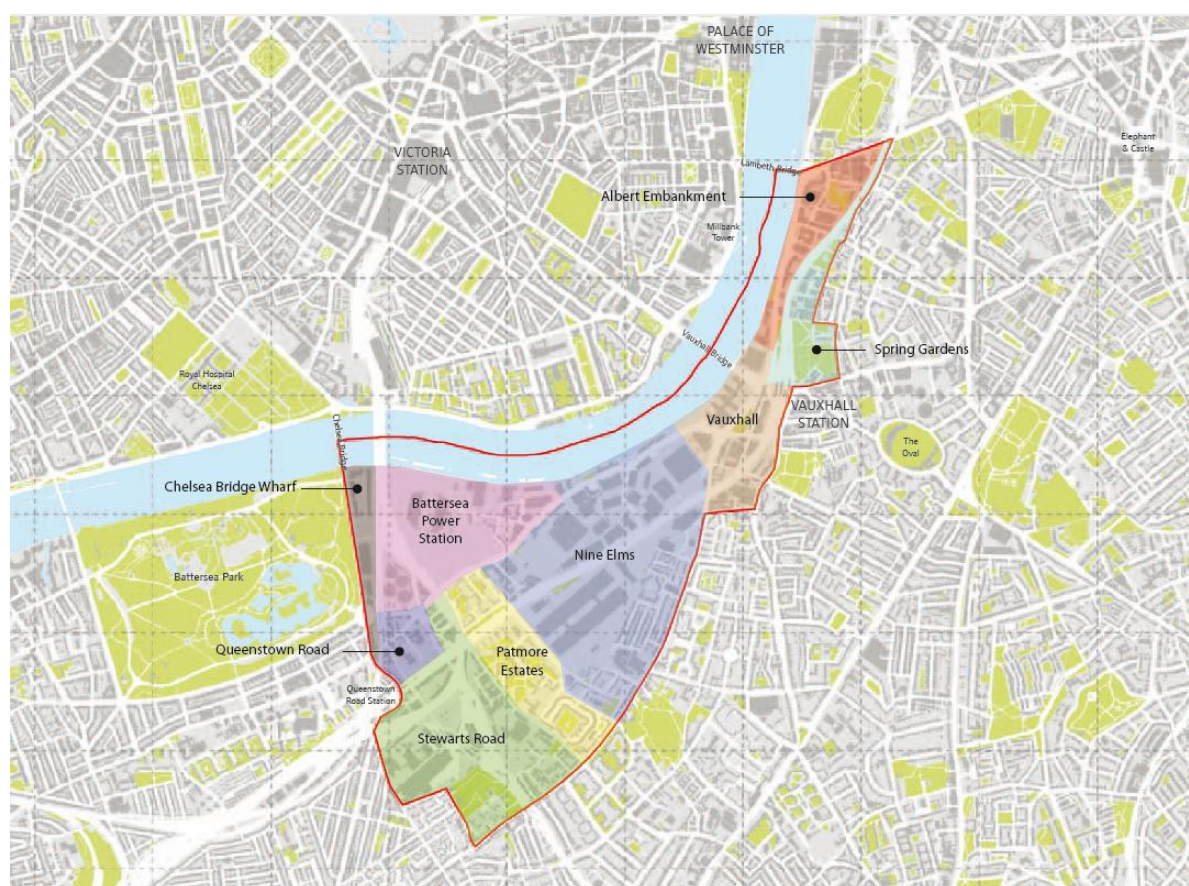 PALACE OF
WESTMINSTER
Elephant
& Castle
VICTORIA
STATION
Lambeth Bridge
Albert Embankment
Millbank
Tower
Vauxhall Bridge
Spring Gardens
Royal Hospital
Chelsea
VAUXHALL
STATION
Vauxhall
The
Oval
Chelsea Bridge
Chelsea Bridge Wharf
Battersea
Power
Station
Nine Elms
Battersea Park
Queenstown Road
Patmore
Estates
Queenstown
Road Station
Stewarts Road